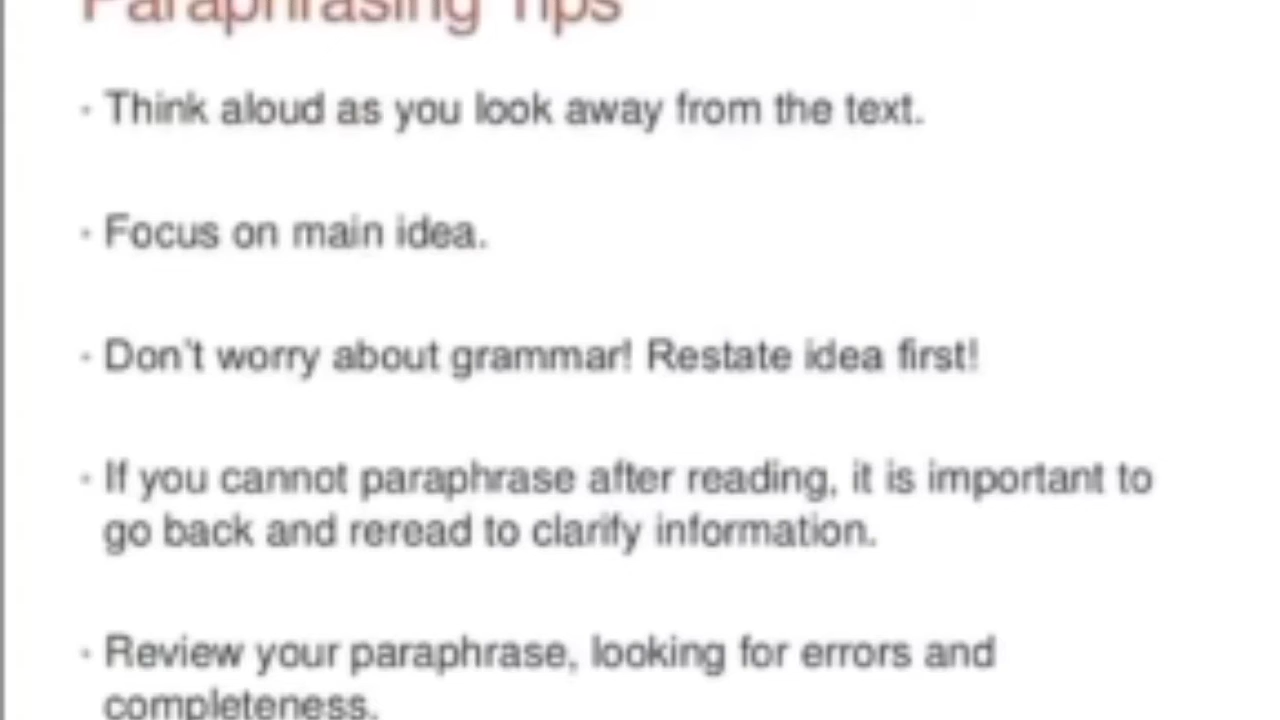 Paraphrasing Tips
· Think aloud as you look away from the text.
· Focus on main idea.
· Don't worry about grammar! Restate idea first!
· If you cannot paraphrase after reading, it is important to
go back and reread to clarify information.
· Review your paraphrase, looking for errors and
completeness.